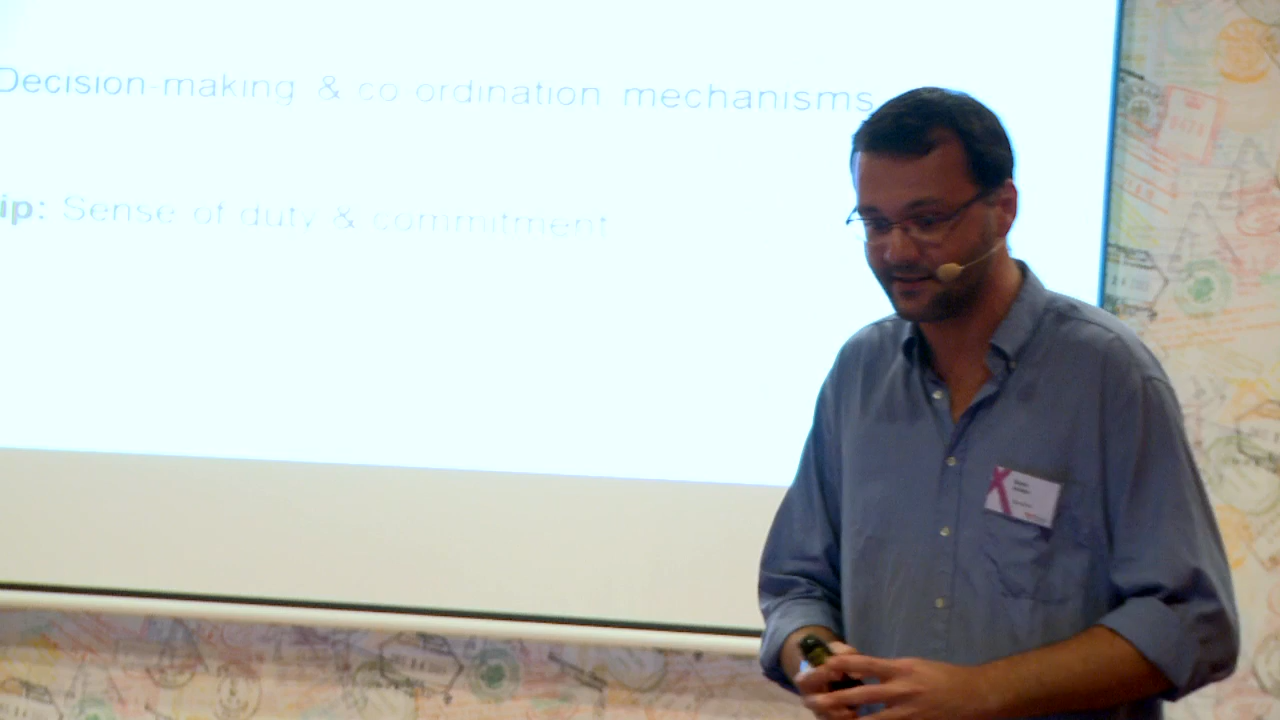 Decision-making & co-ordination mechanisms
ip: Sense of duty & commitment